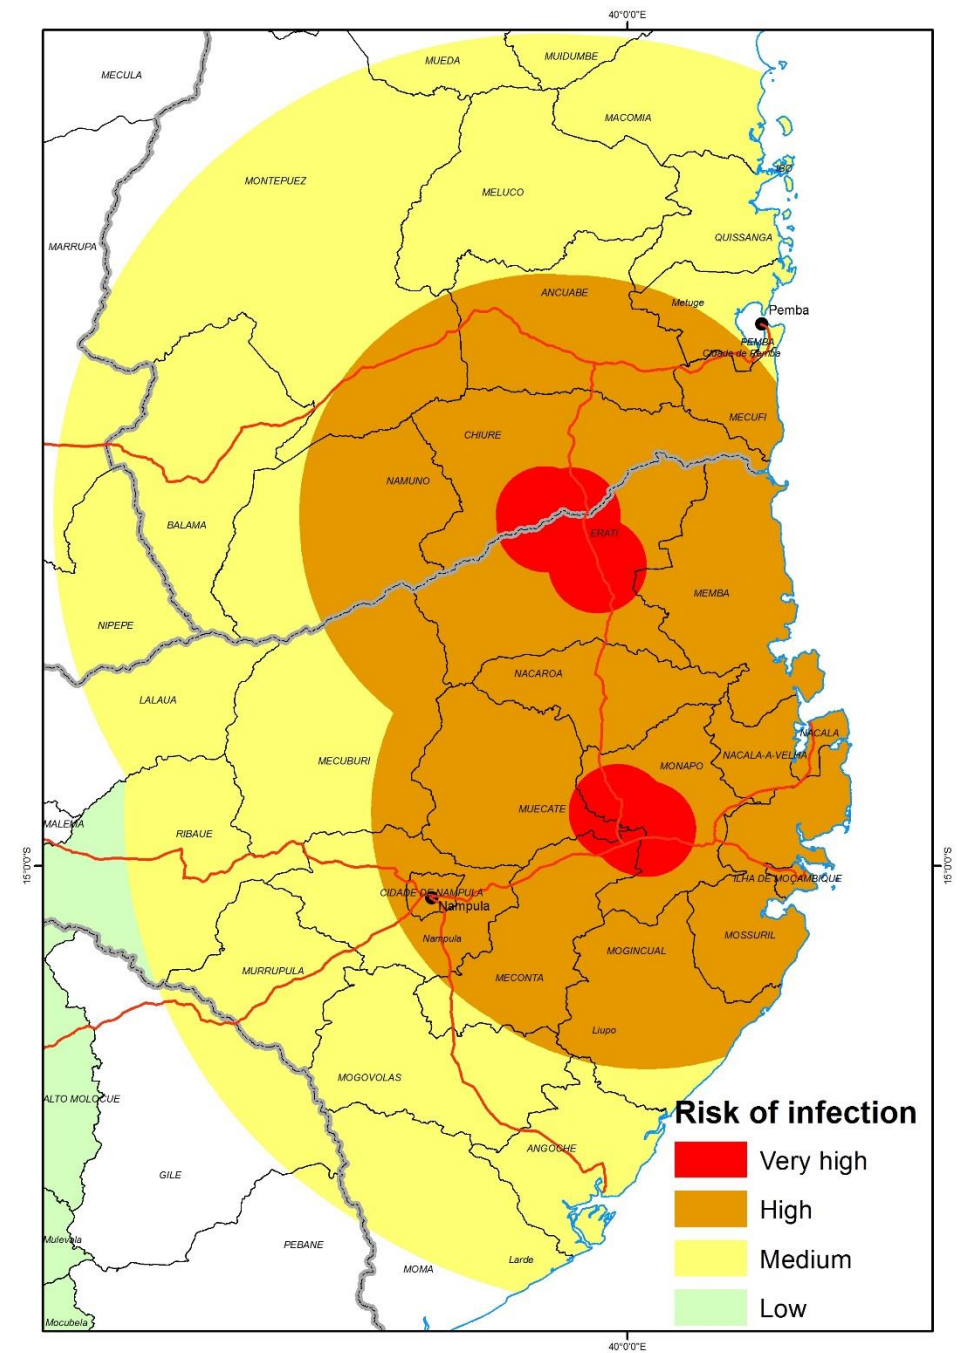 40°0'0"E
MECULA
MUEDA
MUIDUMBE
MACOMIA
IBO
MONTEPUEZ
MELUCO
MARRUPA
QUISSANGA
ANCUABE
Metuge
Pemba
PEMBA
Cidade de Pemba
MECUFI
CHIURE
NAMUNO
BALAMA
ERATI
MEMBA
NIPEPE
NACAROA
LALAUA
NACALA
NACALA-A-VELHA
MECUBURI
MONAPO
MUECATE
MALEMA
RIBAUE
15°0'0"S
15°0'0"S
ILHA DE MOÇAMBIQUE
CIDADE DE NAMPULA
Nampula
Nampula
MOSSURIL
MOGINCUAL
MURRUPULA
MECONTA
Liupo
MOGOVOLAS
ALTO MOLOCUE
Risk of infection
ANGOCHE
Very high
GILE
High
Mulevala
PEBANE
Larde
Medium
MOMA
Low
Mocubela
40°0'0"E